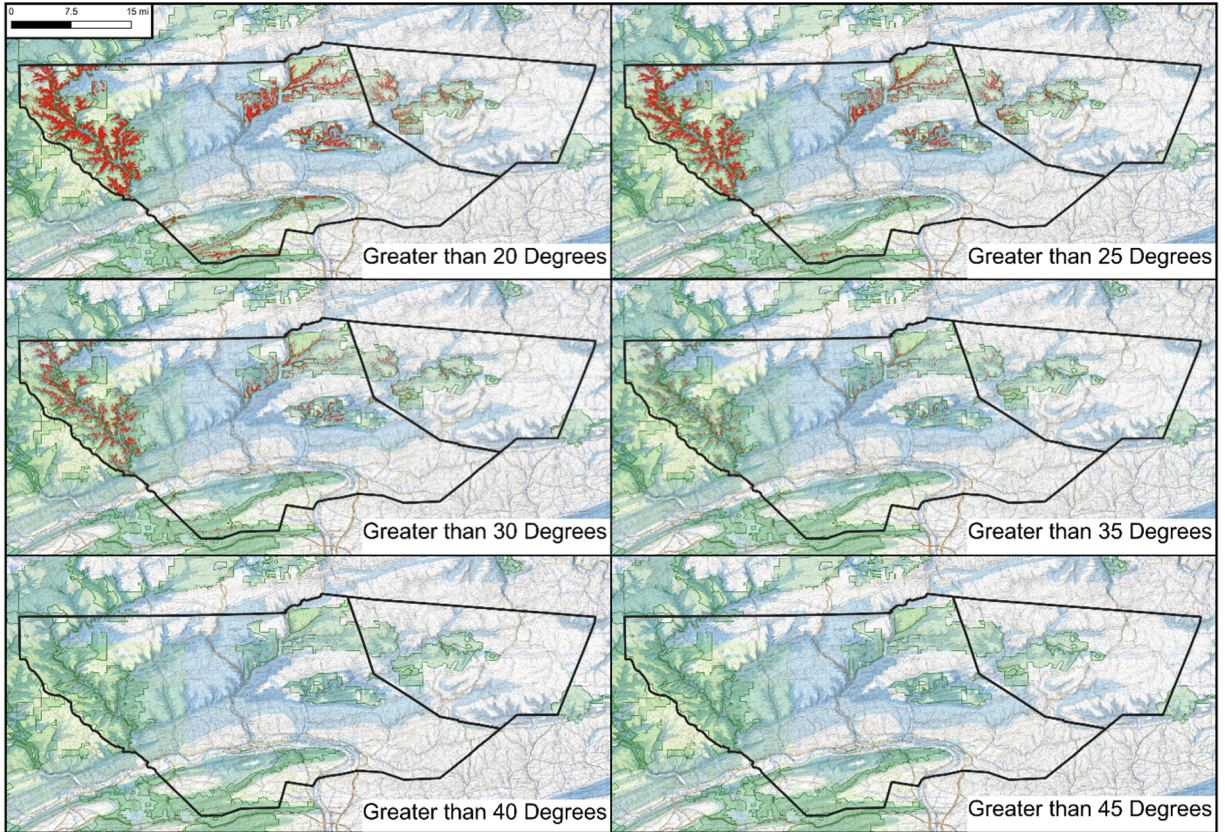 0 7.5 15 mi
Greater than 20 Degrees
Greater than 25 Degrees
Greater than 30 Degrees
Greater than 35 Degrees
Greater than 40 Degrees
Greater than 45 Degrees